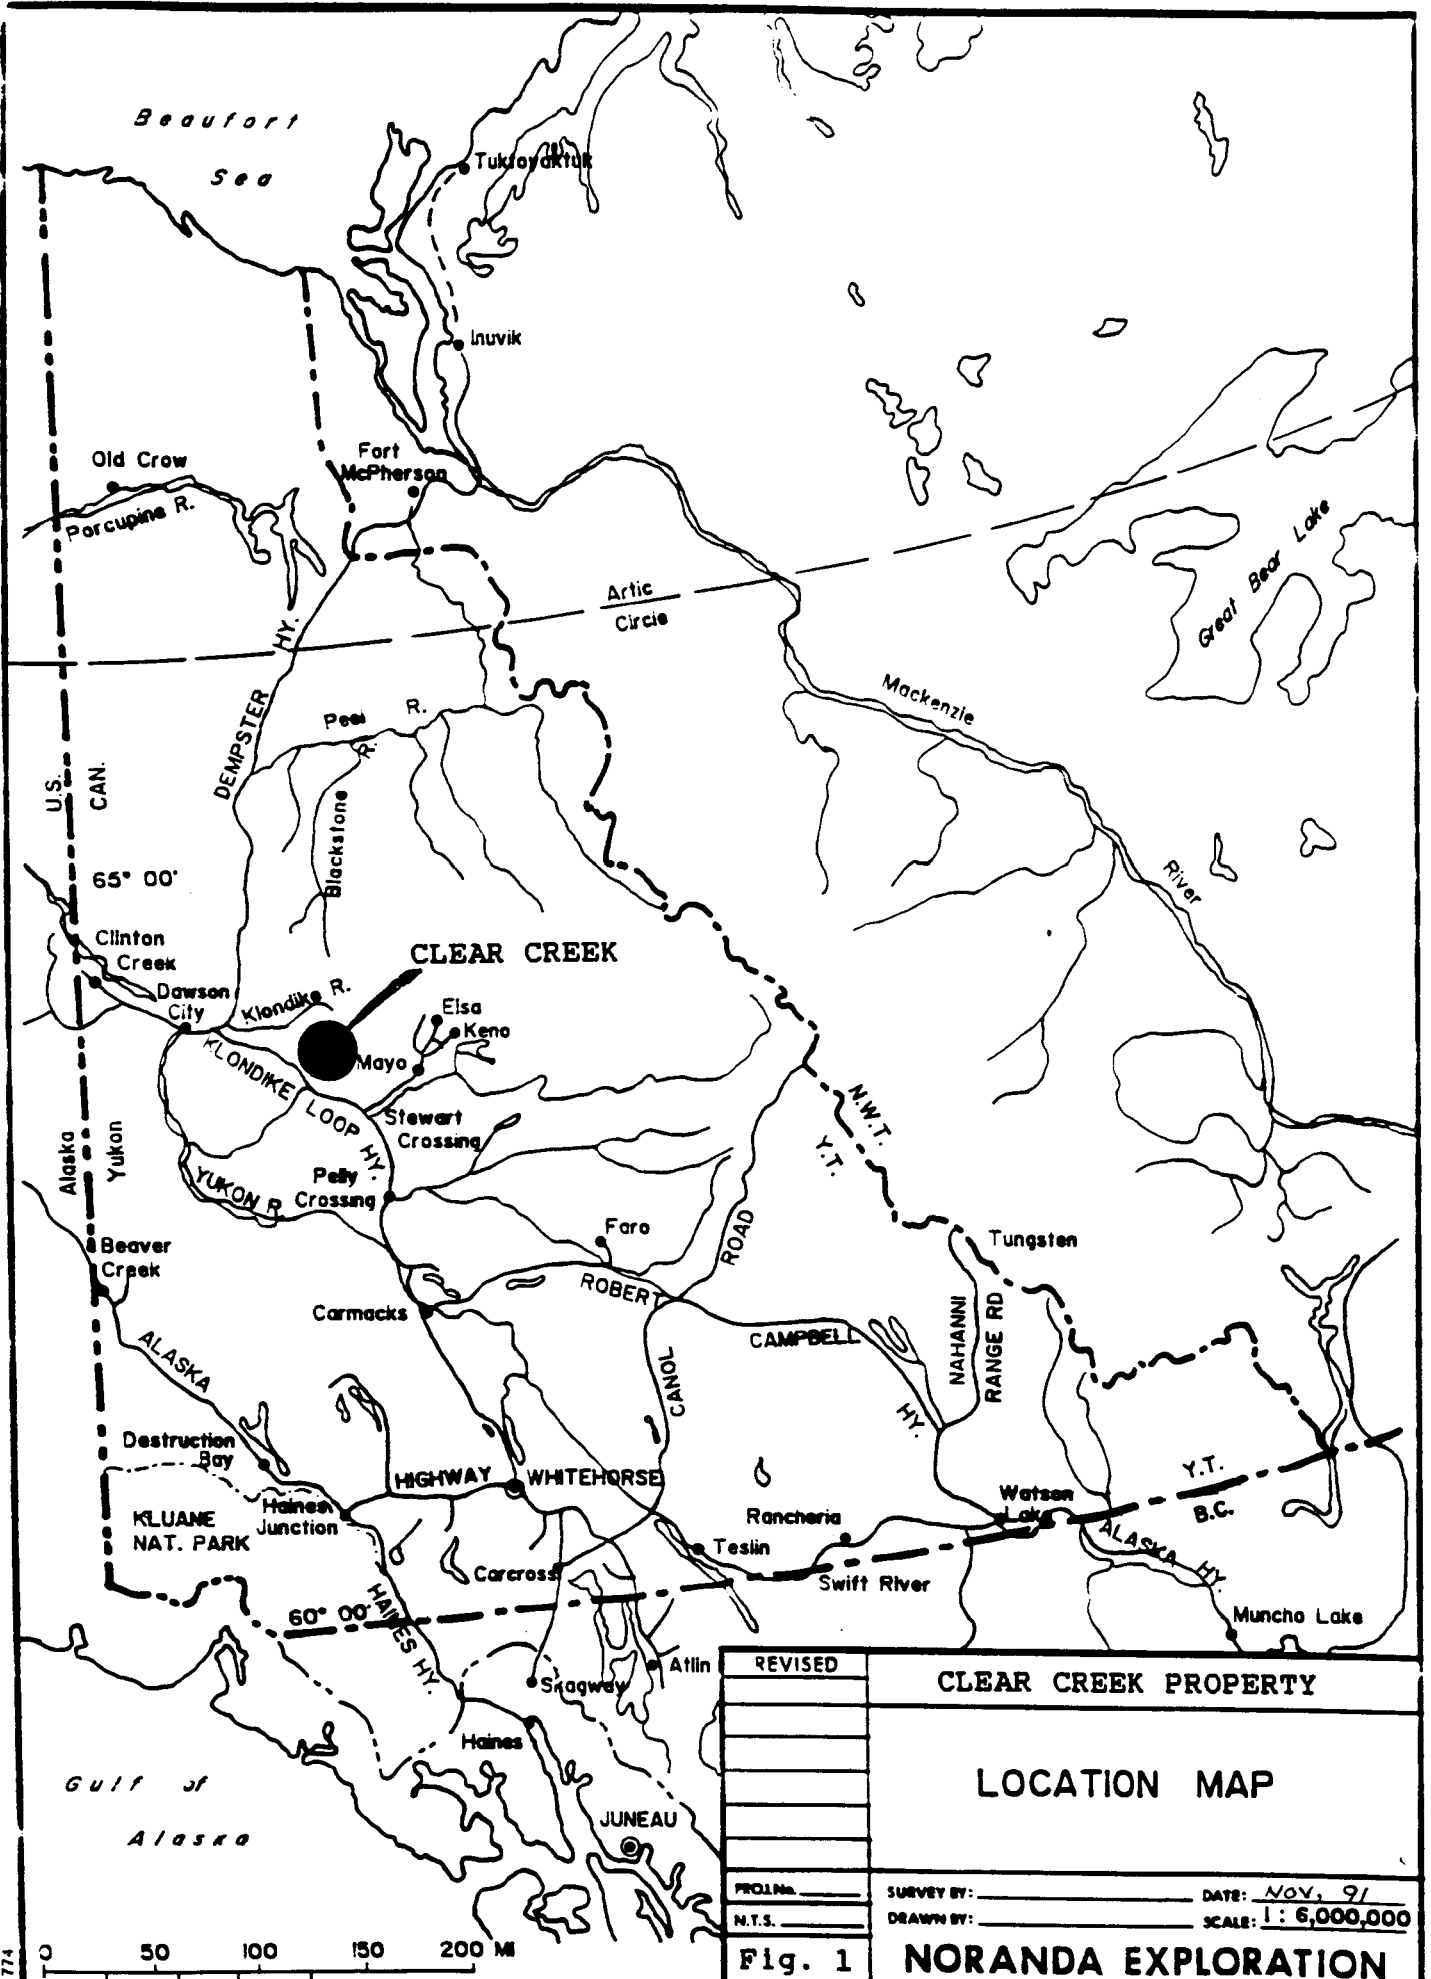 Beaufort
Sea
Tuktoyaktuk
Inuvik
Fort
McPherson
Old Crow
Porcupine R.
Great Bear Lake
Artic
Circle
DEMPSTER HY.
Mackenzie
River
Peel R.
Blackstone R.
U.S.
CAN.
65° 00'
Clinton
Creek
Dawson
City
Klondike R.
CLEAR CREEK
Elsa
Keno
Mayo
KLONDIKE LOOP HY.
Stewart
Crossing
N.W.T.
Y.T.
Alaska
Yukon
YUKON R.
Pelly
Crossing
Faro
ROAD
Tungsten
Beaver
Creek
ROBERT
CAMPBELL
HY.
Carmacks
NAHANNI
RANGE RD
CANOL
ALASKA
Destruction
Bay
HIGHWAY
WHITEHORSE
Y.T.
B.C.
Haines
Junction
KLUANE
NAT. PARK
Rancheria
Watson
Lake
ALASKA HY.
Teslin
Carcross
Swift River
60° 00'
HAINES HY.
Muncho Lake
Atlin
Skagway
Haines
Gulf of
Alaska
JUNEAU
REVISED
CLEAR CREEK PROPERTY
LOCATION MAP
PROJ.No.
SURVEY BY:
DATE: NOV, 91
N.T.S.
DRAWN BY:
SCALE: 1 : 6,000,000
Fig. 1
NORANDA EXPLORATION
0 50 100 150 200 Mi
774